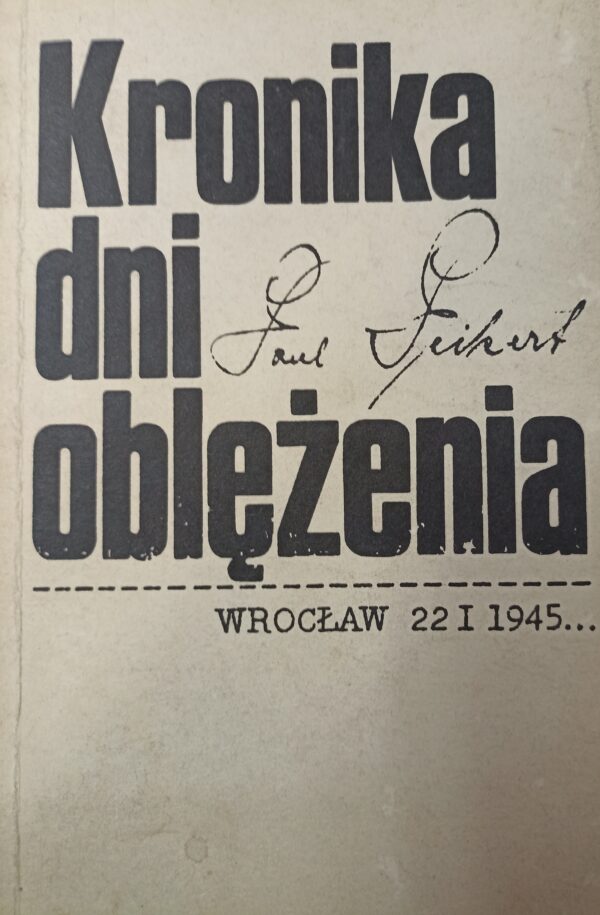 Kronika
dni
Paul Peikert
oblężenia
WROCŁAW 22 I 1945...